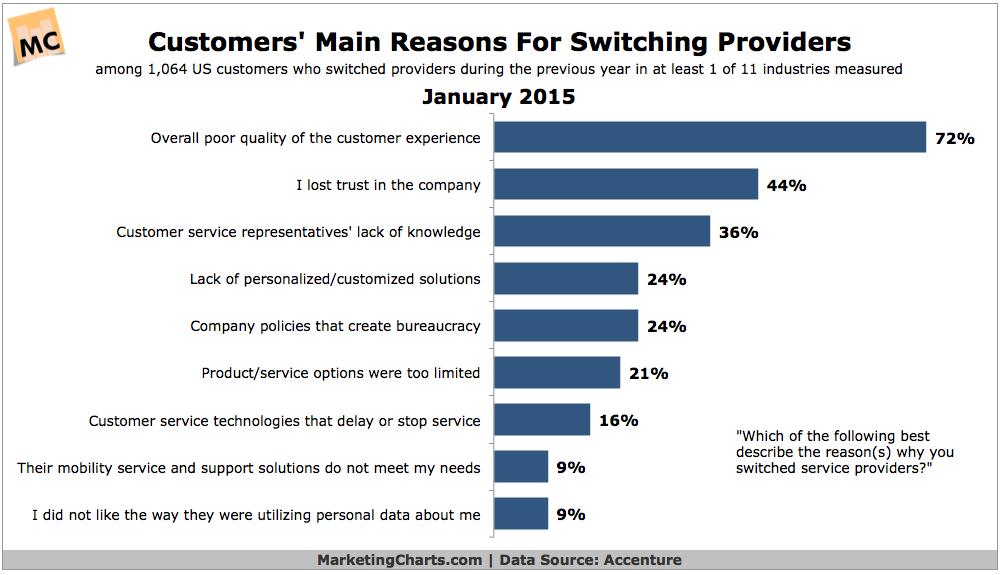 MC
Customers' Main Reasons For Switching Providers
among 1,064 US customers who switched providers during the previous year in at least 1 of 11 industries measured
January 2015
Overall poor quality of the customer experience 72%
I lost trust in the company 44%
Customer service representatives' lack of knowledge 36%
Lack of personalized/customized solutions 24%
Company policies that create bureaucracy 24%
Product/service options were too limited 21%
Customer service technologies that delay or stop service 16%
"Which of the following best
describe the reason(s) why you
switched service providers?"
Their mobility service and support solutions do not meet my needs 9%
I did not like the way they were utilizing personal data about me 9%
MarketingCharts.com | Data Source: Accenture